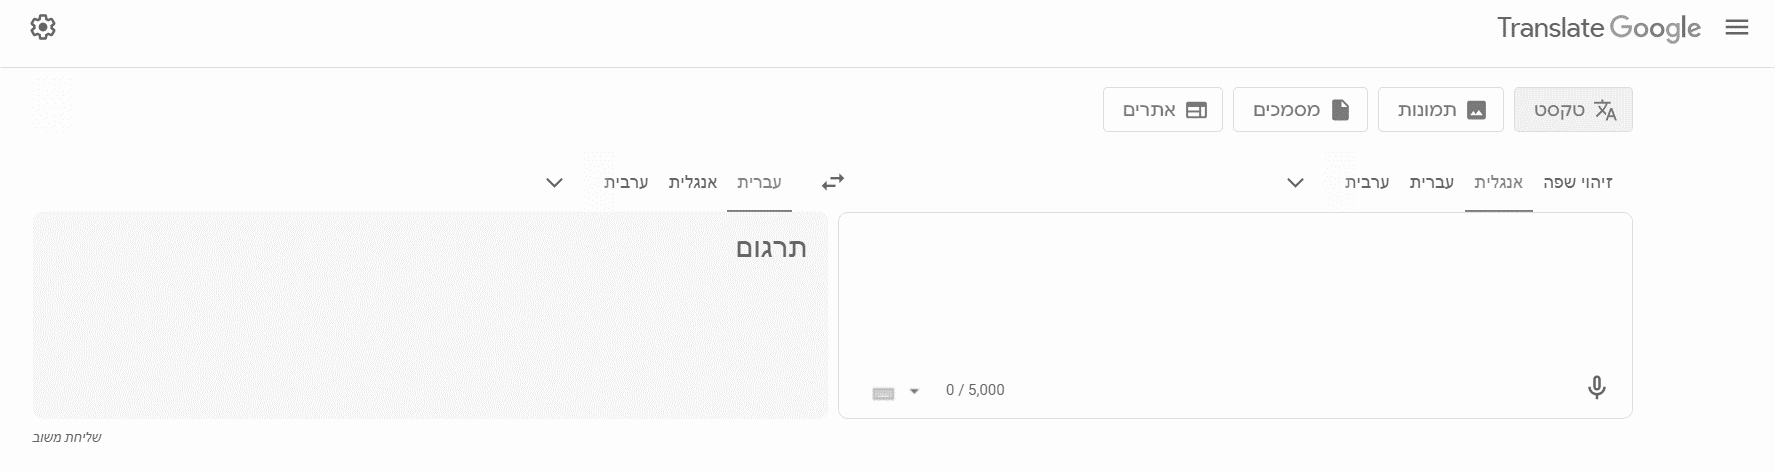 Translate Google
טקסט תמונות מסמכים אתרים
זיהוי שפה אנגלית עברית ערבית עברית אנגלית ערבית
תרגום
0 / 5,000
שליחת משוב